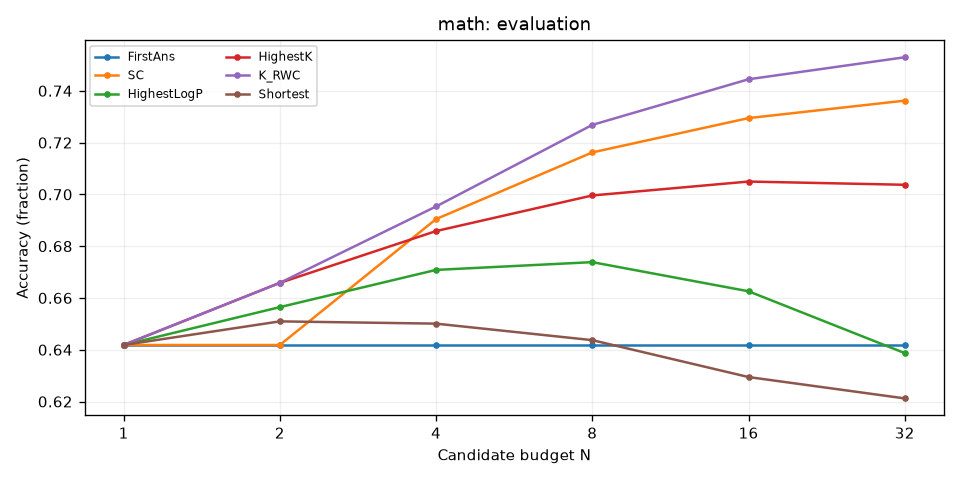 math: evaluation
FirstAns
SC
HighestLogP
HighestK
K_RWC
Shortest
Accuracy (fraction)
0.74
0.72
0.70
0.68
0.66
0.64
0.62
1
2
4
8
16
32
Candidate budget N